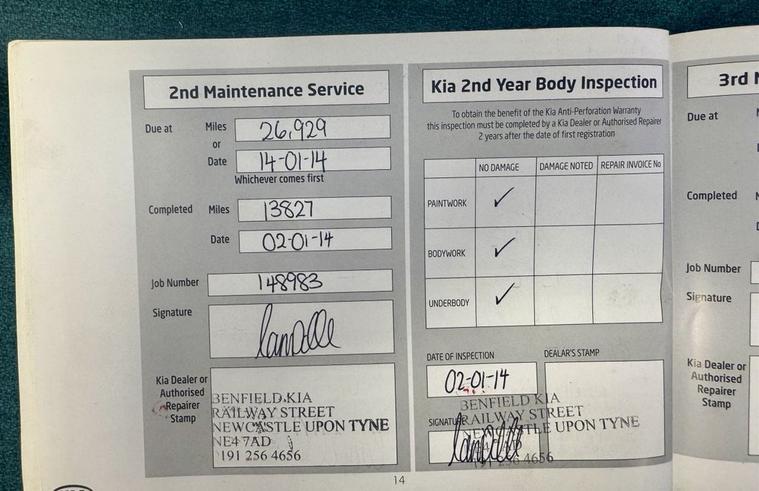 2nd Maintenance Service
Due at Miles 26,929
or
Date 14-01-14
Whichever comes first
Completed Miles 13827
Date 02-01-14
Job Number 148983
Signature
Kia Dealer or
Authorised
Repairer
Stamp
BENFIELD.KIA
RAILWAY STREET
NEWCASTLE UPON TYNE
NE4 7AD
191 256 4656
Kia 2nd Year Body Inspection
To obtain the benefit of the Kia Anti-Perforation Warranty
this inspection must be completed by a Kia Dealer or Authorised Repairer
2 years after the date of first registration
NO DAMAGE DAMAGE NOTED REPAIR INVOICE No
PAINTWORK ✓
BODYWORK ✓
UNDERBODY ✓
DATE OF INSPECTION DEALER'S STAMP
02-01-14
SIGNATURE
BENFIELD KIA
RAILWAY STREET
UPON TYNE
4656
14
3rd
Due at
Completed
Job Number
Signature
Kia Dealer or
Authorised
Repairer
Stamp